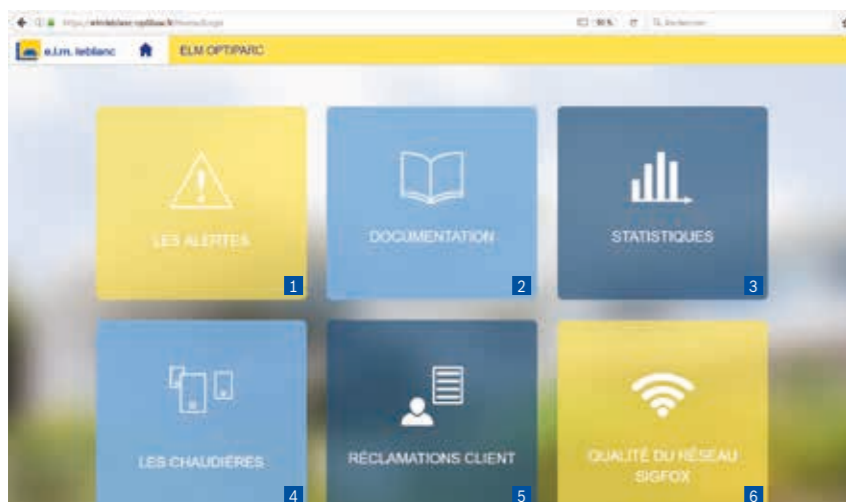 e.l.m. leblanc
ELM OPTIPARC
LES ALERTES
1
DOCUMENTATION
2
STATISTIQUES
3
LES CHAUDIÈRES
4
RÉCLAMATIONS CLIENT
5
QUALITÉ DU RÉSEAU
SIGFOX
6